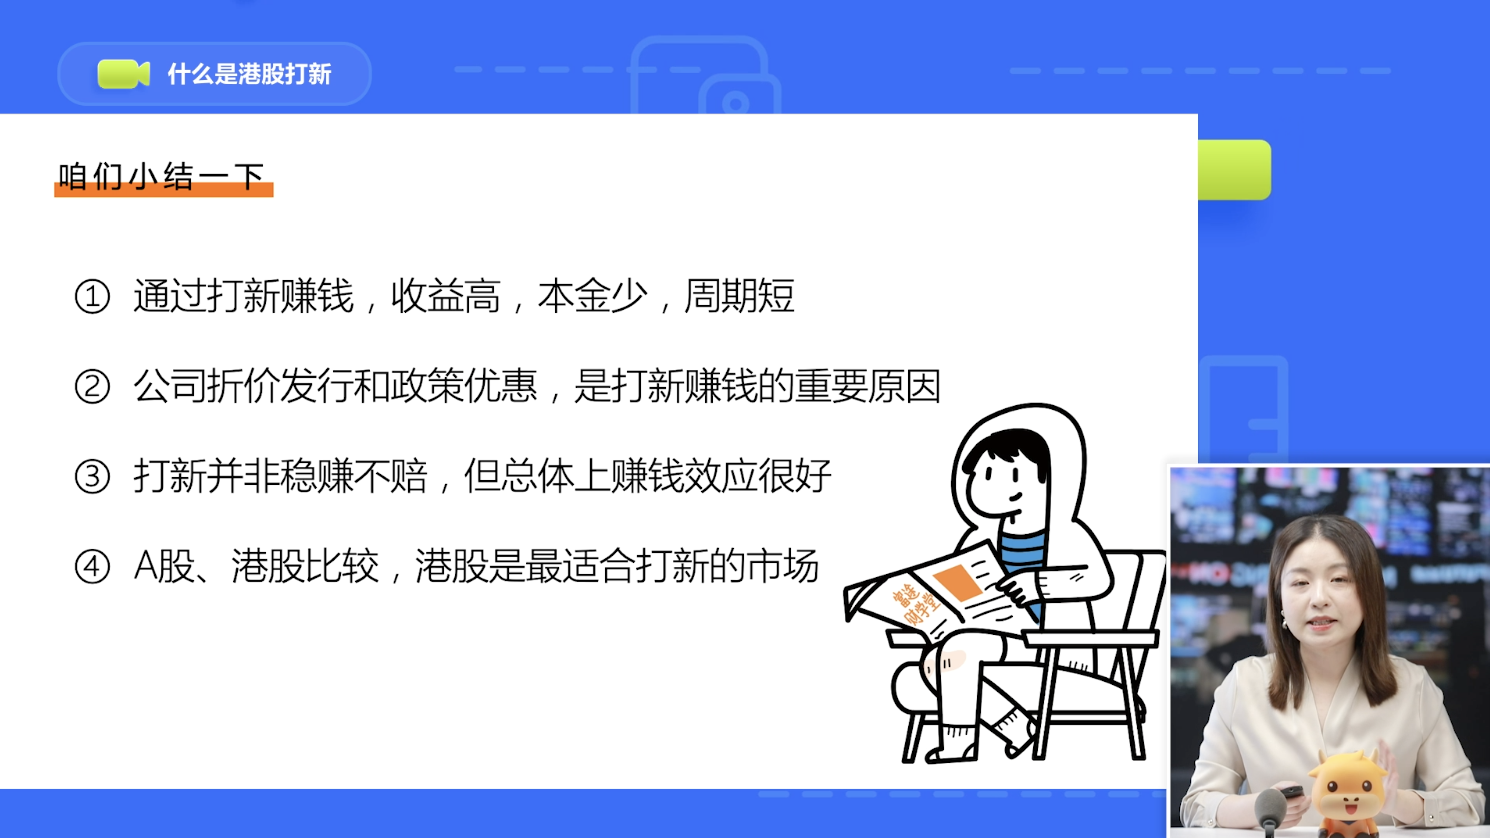 什么是港股打新
咱们小结一下
① 通过打新赚钱，收益高，本金少，周期短
② 公司折价发行和政策优惠，是打新赚钱的重要原因
③ 打新并非稳赚不赔，但总体上赚钱效应很好
④ A股、港股比较，港股是最适合打新的市场
富途
财学堂